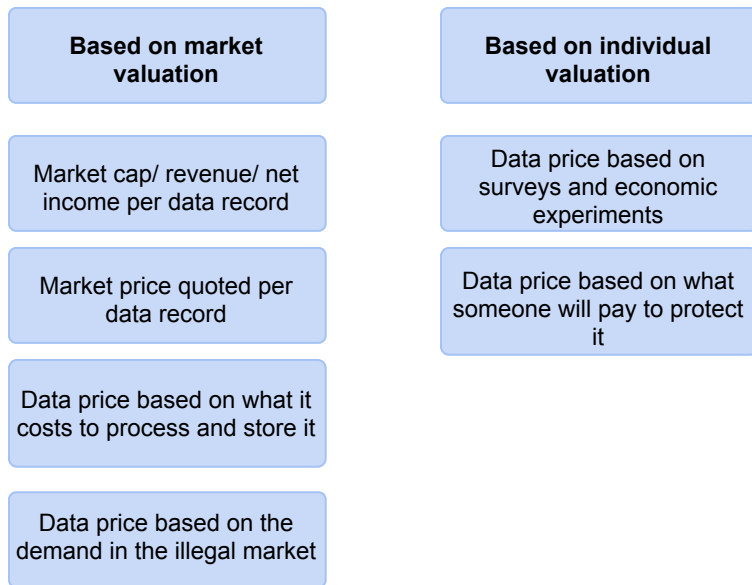 Based on market
valuation
Market cap/ revenue/ net
income per data record
Market price quoted per
data record
Data price based on what it
costs to process and store it
Data price based on the
demand in the illegal market
Based on individual
valuation
Data price based on
surveys and economic
experiments
Data price based on what
someone will pay to protect
it